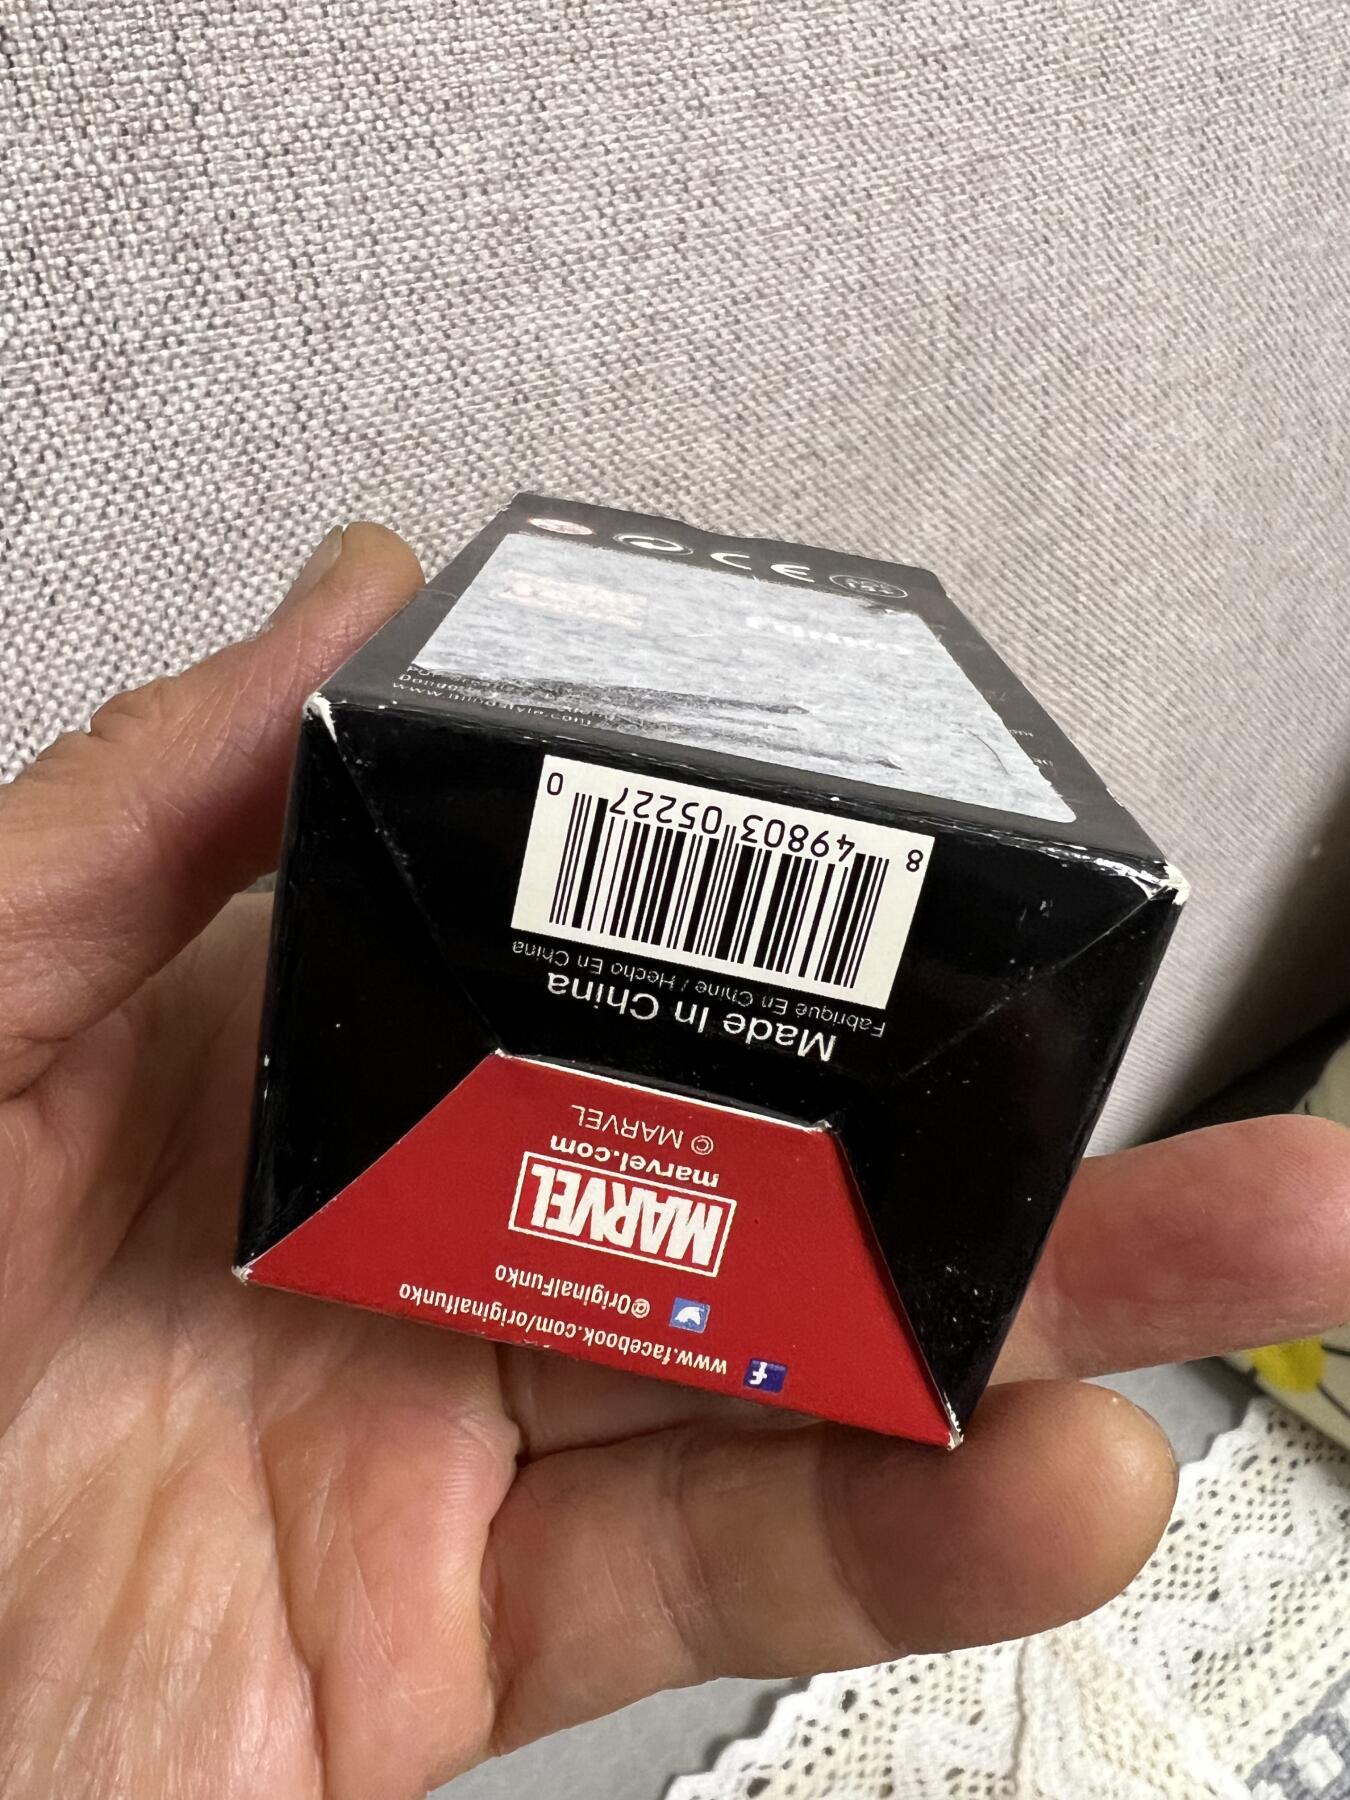 www.facebook.com/originalfunko
@OriginalFunko
MARVEL
marvel.com
© MARVEL
Made In China
Fabriqué En Chine / Hecho En China
8 49803 05227 0
CE